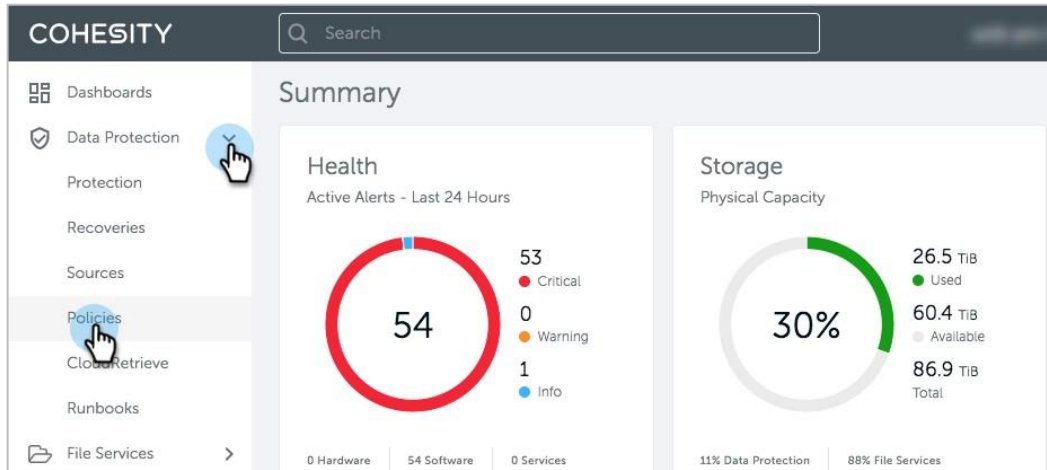 COHESITY
Search
Dashboards
Data Protection
Protection
Recoveries
Sources
Policies
CloudRetrieve
Runbooks
File Services
Summary
Health
Active Alerts - Last 24 Hours
54
53
Critical
0
Warning
1
Info
0 Hardware 54 Software 0 Services
Storage
Physical Capacity
30%
26.5 TiB
Used
60.4 TiB
Available
86.9 TiB
Total
11% Data Protection 88% File Services